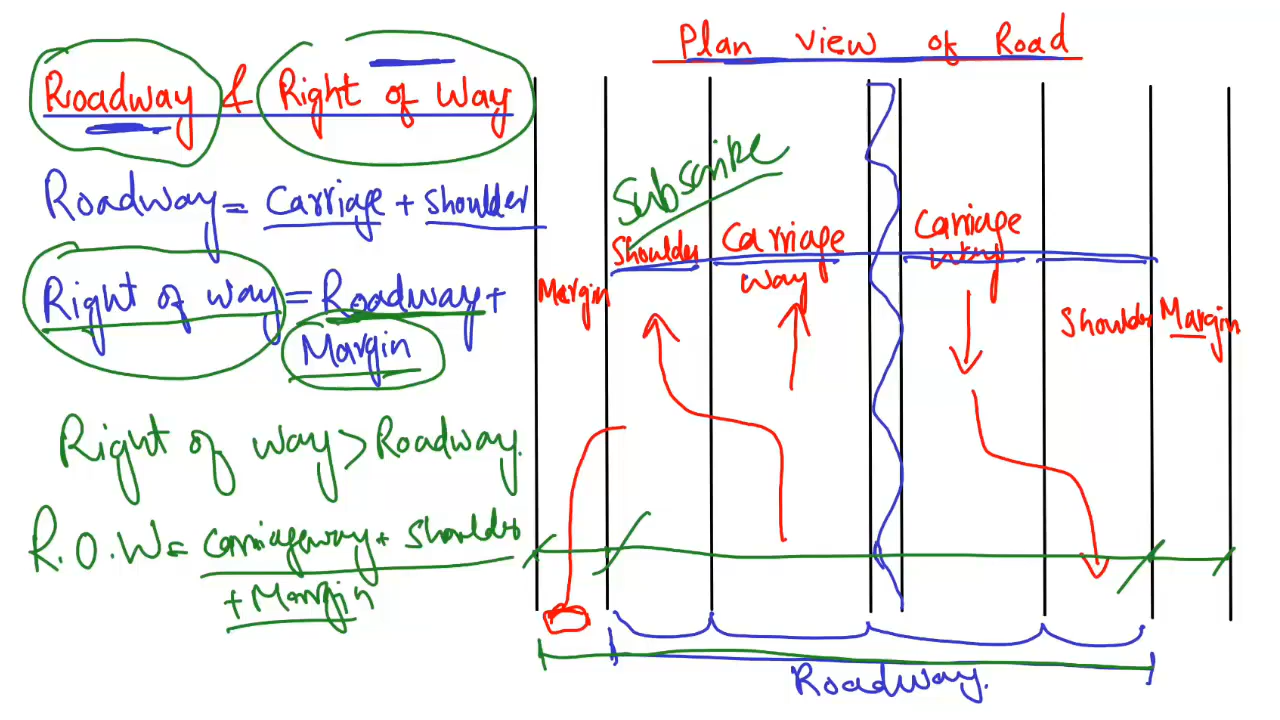 Plan view of Road
Roadway & Right of Way
Roadway = Carriage + Shoulder
Right of way = Roadway +
Margin
Right of way > Roadway.
R.O.W = Carriageway + Shoulder
+ Margin
Subscribe
Margin
Shoulder
Carriage
way
Carriage
way
Shoulder
Margin
Roadway.